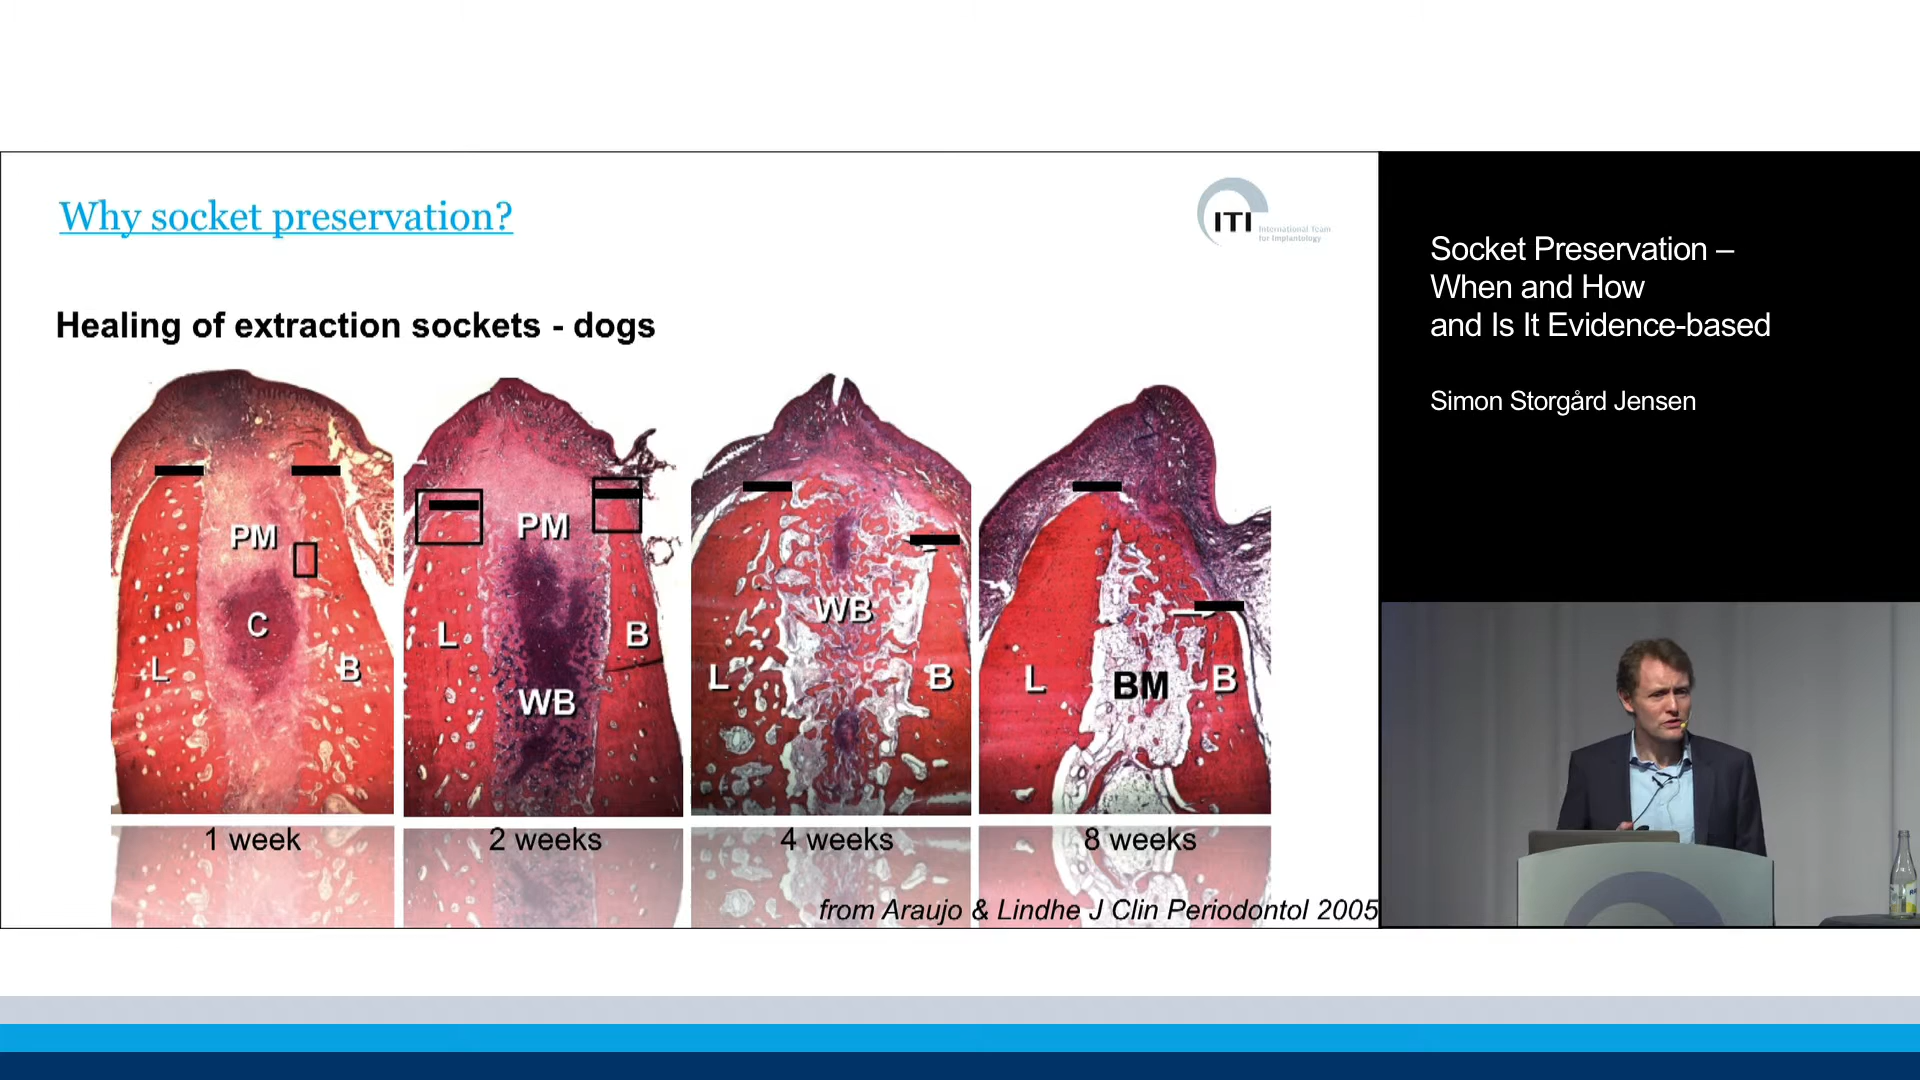 Why socket preservation?
ITI
International Team
for Implantology
Healing of extraction sockets - dogs
PM
C
L
B
PM
L
B
WB
WB
L
B
L
BM
B
1 week
2 weeks
4 weeks
8 weeks
from Araujo & Lindhe J Clin Periodontol 2005
Socket Preservation –
When and How
and Is It Evidence-based
Simon Storgård Jensen